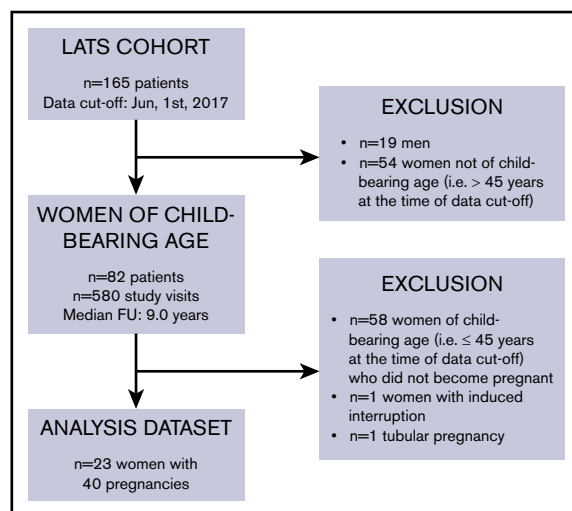 LATS COHORT
n=165 patients
Data cut-off: Jun, 1st, 2017
EXCLUSION
• n=19 men
• n=54 women not of child-
bearing age (i.e. > 45 years
at the time of data cut-off)
WOMEN OF CHILD-
BEARING AGE
n=82 patients
n=580 study visits
Median FU: 9.0 years
EXCLUSION
• n=58 women of child-
bearing age (i.e. ≤ 45 years
at the time of data cut-off)
who did not become pregnant
• n=1 women with induced
interruption
• n=1 tubular pregnancy
ANALYSIS DATASET
n=23 women with
40 pregnancies